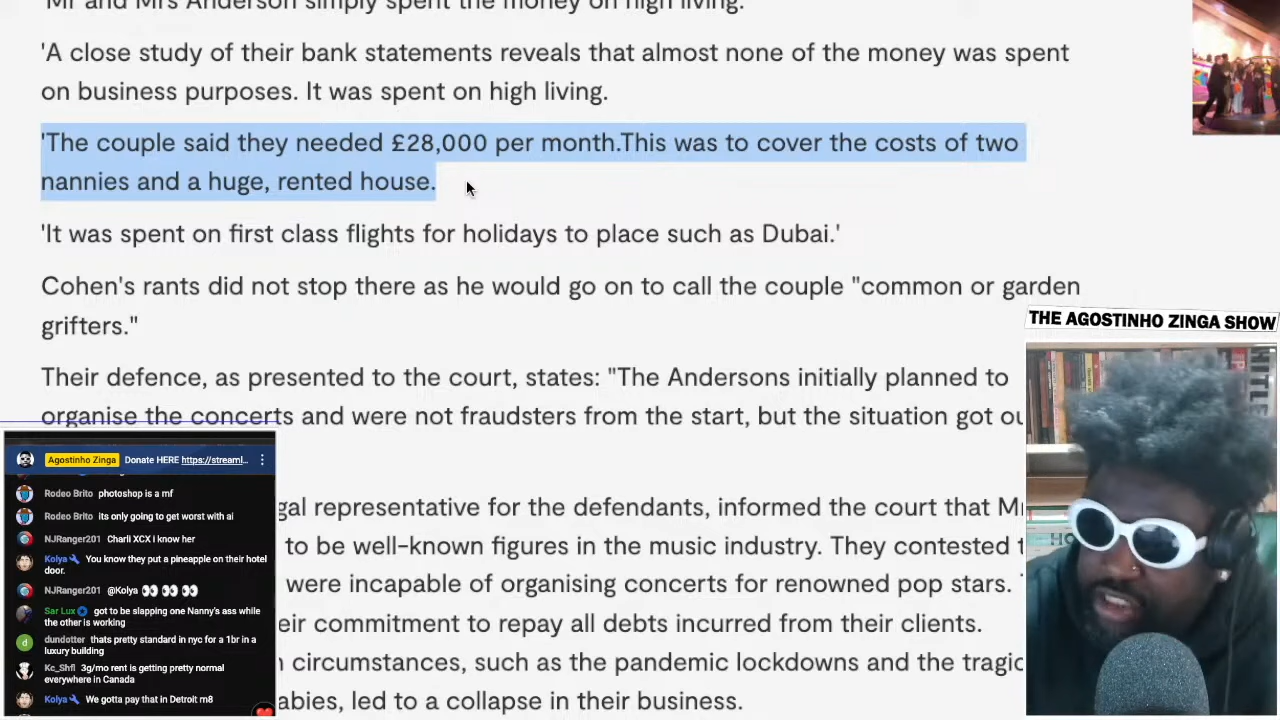 'Mr and Mrs Anderson simply spent the money on high living.
'A close study of their bank statements reveals that almost none of the money was spent
on business purposes. It was spent on high living.
'The couple said they needed £28,000 per month.This was to cover the costs of two
nannies and a huge, rented house.
'It was spent on first class flights for holidays to place such as Dubai.'
Cohen's rants did not stop there as he would go on to call the couple "common or garden
grifters."
Their defence, as presented to the court, states: "The Andersons initially planned to
organise the concerts and were not fraudsters from the start, but the situation got ou
gal representative for the defendants, informed the court that Mr
to be well-known figures in the music industry. They contested t
were incapable of organising concerts for renowned pop stars.
eir commitment to repay all debts incurred from their clients.
circumstances, such as the pandemic lockdowns and the tragic
abies, led to a collapse in their business.
THE AGOSTINHO ZINGA SHOW
Agostinho Zinga Donate HERE https://streaml...
Rodeo Brito photoshop is a mf
Rodeo Brito its only going to get worst with ai
NJRanger201 Charli XCX i know her
Kolya You know they put a pineapple on their hotel
door.
NJRanger201 @Kolya 👀 👀 👀
Sar Lux got to be slapping one Nanny's ass while
the other is working
dundotter thats pretty standard in nyc for a 1br in a
luxury building
Kc_Shfl 3g/mo rent is getting pretty normal
everywhere in Canada
Kolya We gotta pay that in Detroit rn8